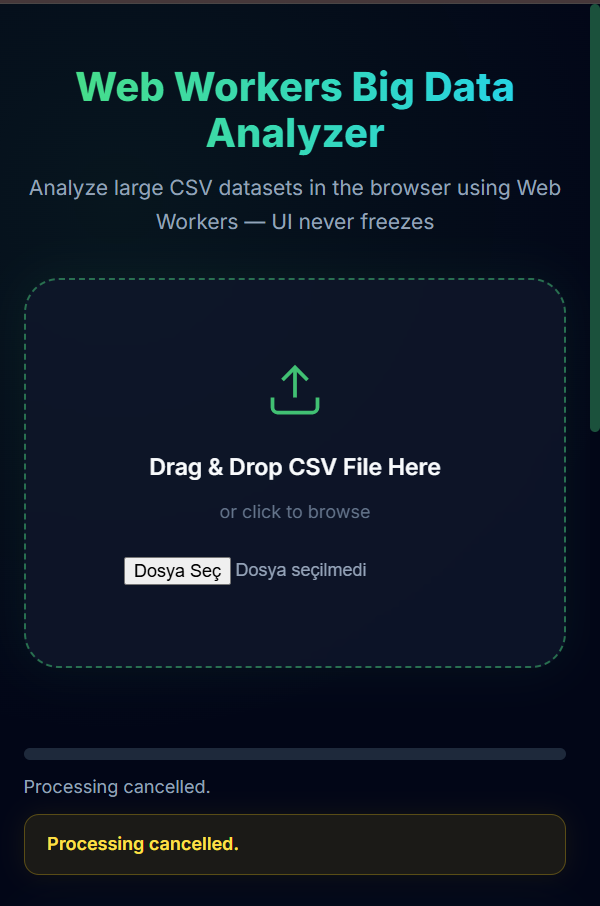 Web Workers Big Data
Analyzer
Analyze large CSV datasets in the browser using Web
Workers — UI never freezes
Drag & Drop CSV File Here
or click to browse
Dosya Seç Dosya seçilmedi
Processing cancelled.
Processing cancelled.